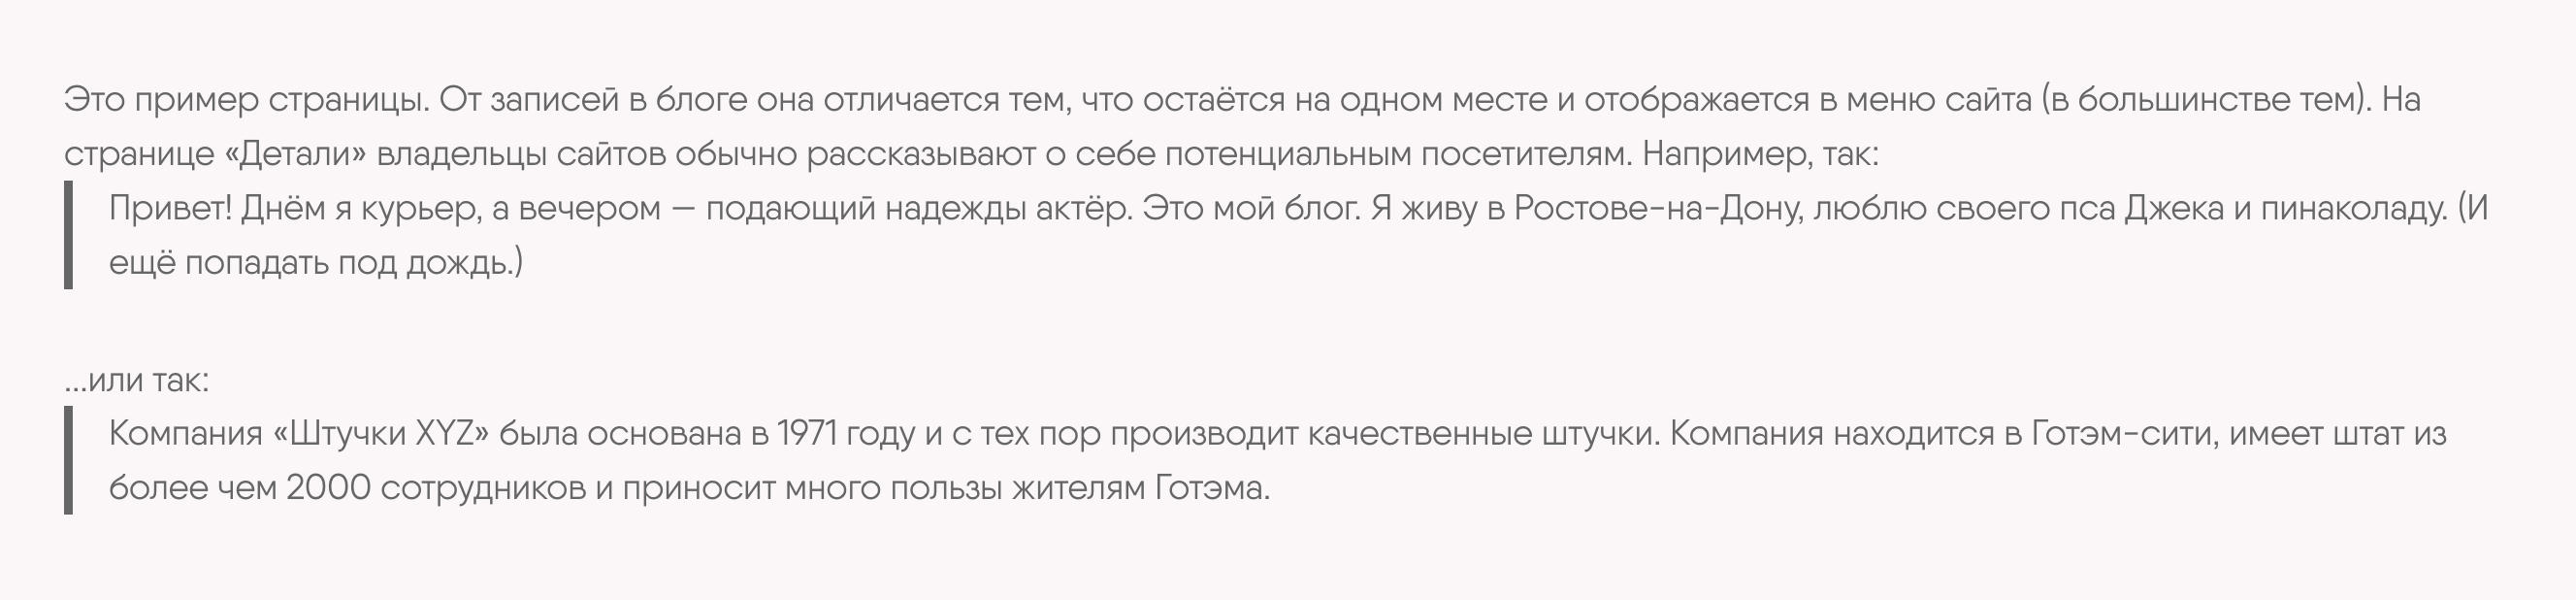 Это пример страницы. От записей в блоге она отличается тем, что остаётся на одном месте и отображается в меню сайта (в большинстве тем). На
странице «Детали» владельцы сайтов обычно рассказывают о себе потенциальным посетителям. Например, так:
Привет! Днём я курьер, а вечером — подающий надежды актёр. Это мой блог. Я живу в Ростове-на-Дону, люблю своего пса Джека и пинаколаду. (И
ещё попадать под дождь.)
...или так:
Компания «Штучки XYZ» была основана в 1971 году и с тех пор производит качественные штучки. Компания находится в Готэм-сити, имеет штат из
более чем 2000 сотрудников и приносит много пользы жителям Готэма.